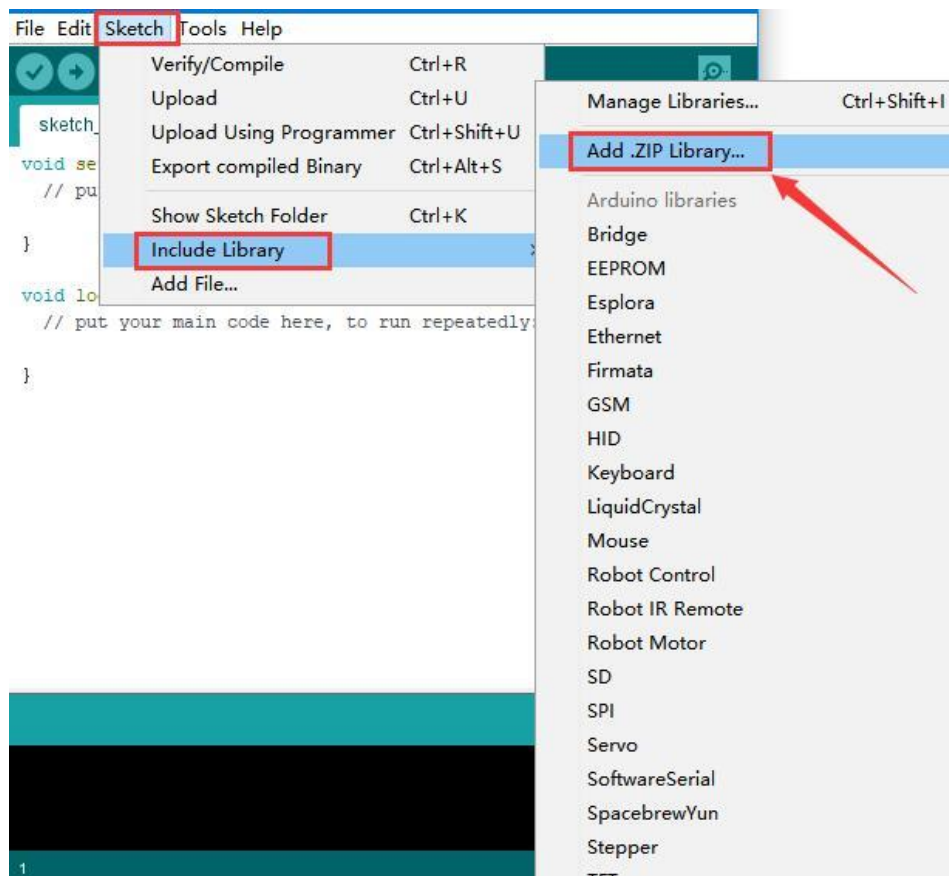 File Edit Sketch Tools Help
Verify/Compile Ctrl+R
Upload Ctrl+U
Upload Using Programmer Ctrl+Shift+U
Export compiled Binary Ctrl+Alt+S
Show Sketch Folder Ctrl+K
Include Library
Add File...
sketch_
void se
// pu
}
void lo
// put your main code here, to run repeatedly:
}
1
Manage Libraries... Ctrl+Shift+I
Add .ZIP Library...
Arduino libraries
Bridge
EEPROM
Esplora
Ethernet
Firmata
GSM
HID
Keyboard
LiquidCrystal
Mouse
Robot Control
Robot IR Remote
Robot Motor
SD
SPI
Servo
SoftwareSerial
SpacebrewYun
Stepper